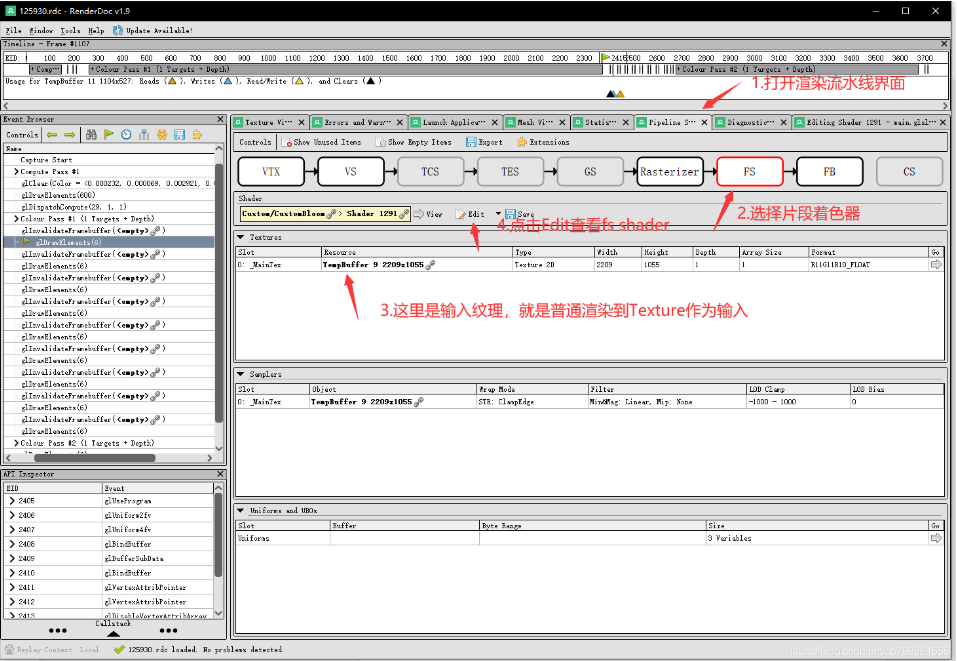 125930.rdc - RenderDoc v1.9
File Window Tools Help Update Available!
Timeline - Frame #1107
EID: 100 200 300 400 500 600 700 800 900 1000 1100 1200 1300 1400 1500 1600 1700 1800 1900 2000 2100 2200 2300 2415 2600 2700 2800 2900 3000 3100 3200 3300
+ Comp··· + Colour Pass #1 (1 Targets + Depth) + Colour Pass #2 (1 Targets + Depth)
Usage for TempBuffer 11 1104x527. Reads ( ), Writes ( ), Read/Write ( ), and Clears ( )
1.打开渲染流水线界面
Event Browser
Controls
Name
Capture Start
Compute Pass #1
glClear(Color = <0.000232, 0.000069, 0.002921, 0.
glDrawElements(600)
glDispatchCompute(29, 1, 1)
Colour Pass #1 (1 Targets + Depth)
glInvalidateFramebuffer(<empty> )
glDrawElements(6)
glInvalidateFramebuffer(<empty> )
glDrawElements(6)
glInvalidateFramebuffer(<empty> )
glDrawElements(6)
glInvalidateFramebuffer(<empty> )
glDrawElements(6)
glInvalidateFramebuffer(<empty> )
glDrawElements(6)
glInvalidateFramebuffer(<empty> )
glDrawElements(6)
glInvalidateFramebuffer(<empty> )
glDrawElements(6)
glInvalidateFramebuffer(<empty> )
glDrawElements(6)
glInvalidateFramebuffer(<empty> )
glDrawElements(6)
Colour Pass #2 (1 Targets + Depth)
API Inspector
EID Event
2405 glUseProgram
2406 glUniform2fv
2407 glUniform4fv
2408 glBindBuffer
2409 glBufferSubData
2410 glBindBuffer
2411 glVertexAttribPointer
2412 glVertexAttribPointer
2413 glDisableVertexAttribArray
Callstack
Texture Vi··· Errors and Warn··· Launch Applica··· Mesh Vi··· Statis··· Pipeline S··· Diagnostic··· Editing Shader 1291 - main.glsl···
Controls Show Unused Items Show Empty Items Export Extensions
VTX VS TCS TES GS Rasterizer FS FB CS
Shader
Custom/CustomBloom > Shader 1291 View Edit Save
2.选择片段着色器
4.点击Edit查看fs shader
Textures
Slot Resource Type Width Height Depth Array Size Format Go
0: _MainTex TempBuffer 9 2209x1055 Texture 2D 2209 1055 1 1 R11G11B10_FLOAT
3.这里是输入纹理，就是普通渲染到Texture作为输入
Samplers
Slot Object Wrap Mode Filter LOD Clamp LOD Bias
0: _MainTex TempBuffer 9 2209x1055 STR: ClampEdge Min&Mag: Linear, Mip: None -1000 - 1000 0
Uniforms and UBOs
Slot Buffer Byte Range Size Go
Uniforms 3 Variables
Replay Context: Local 125930.rdc loaded. No problems detected.